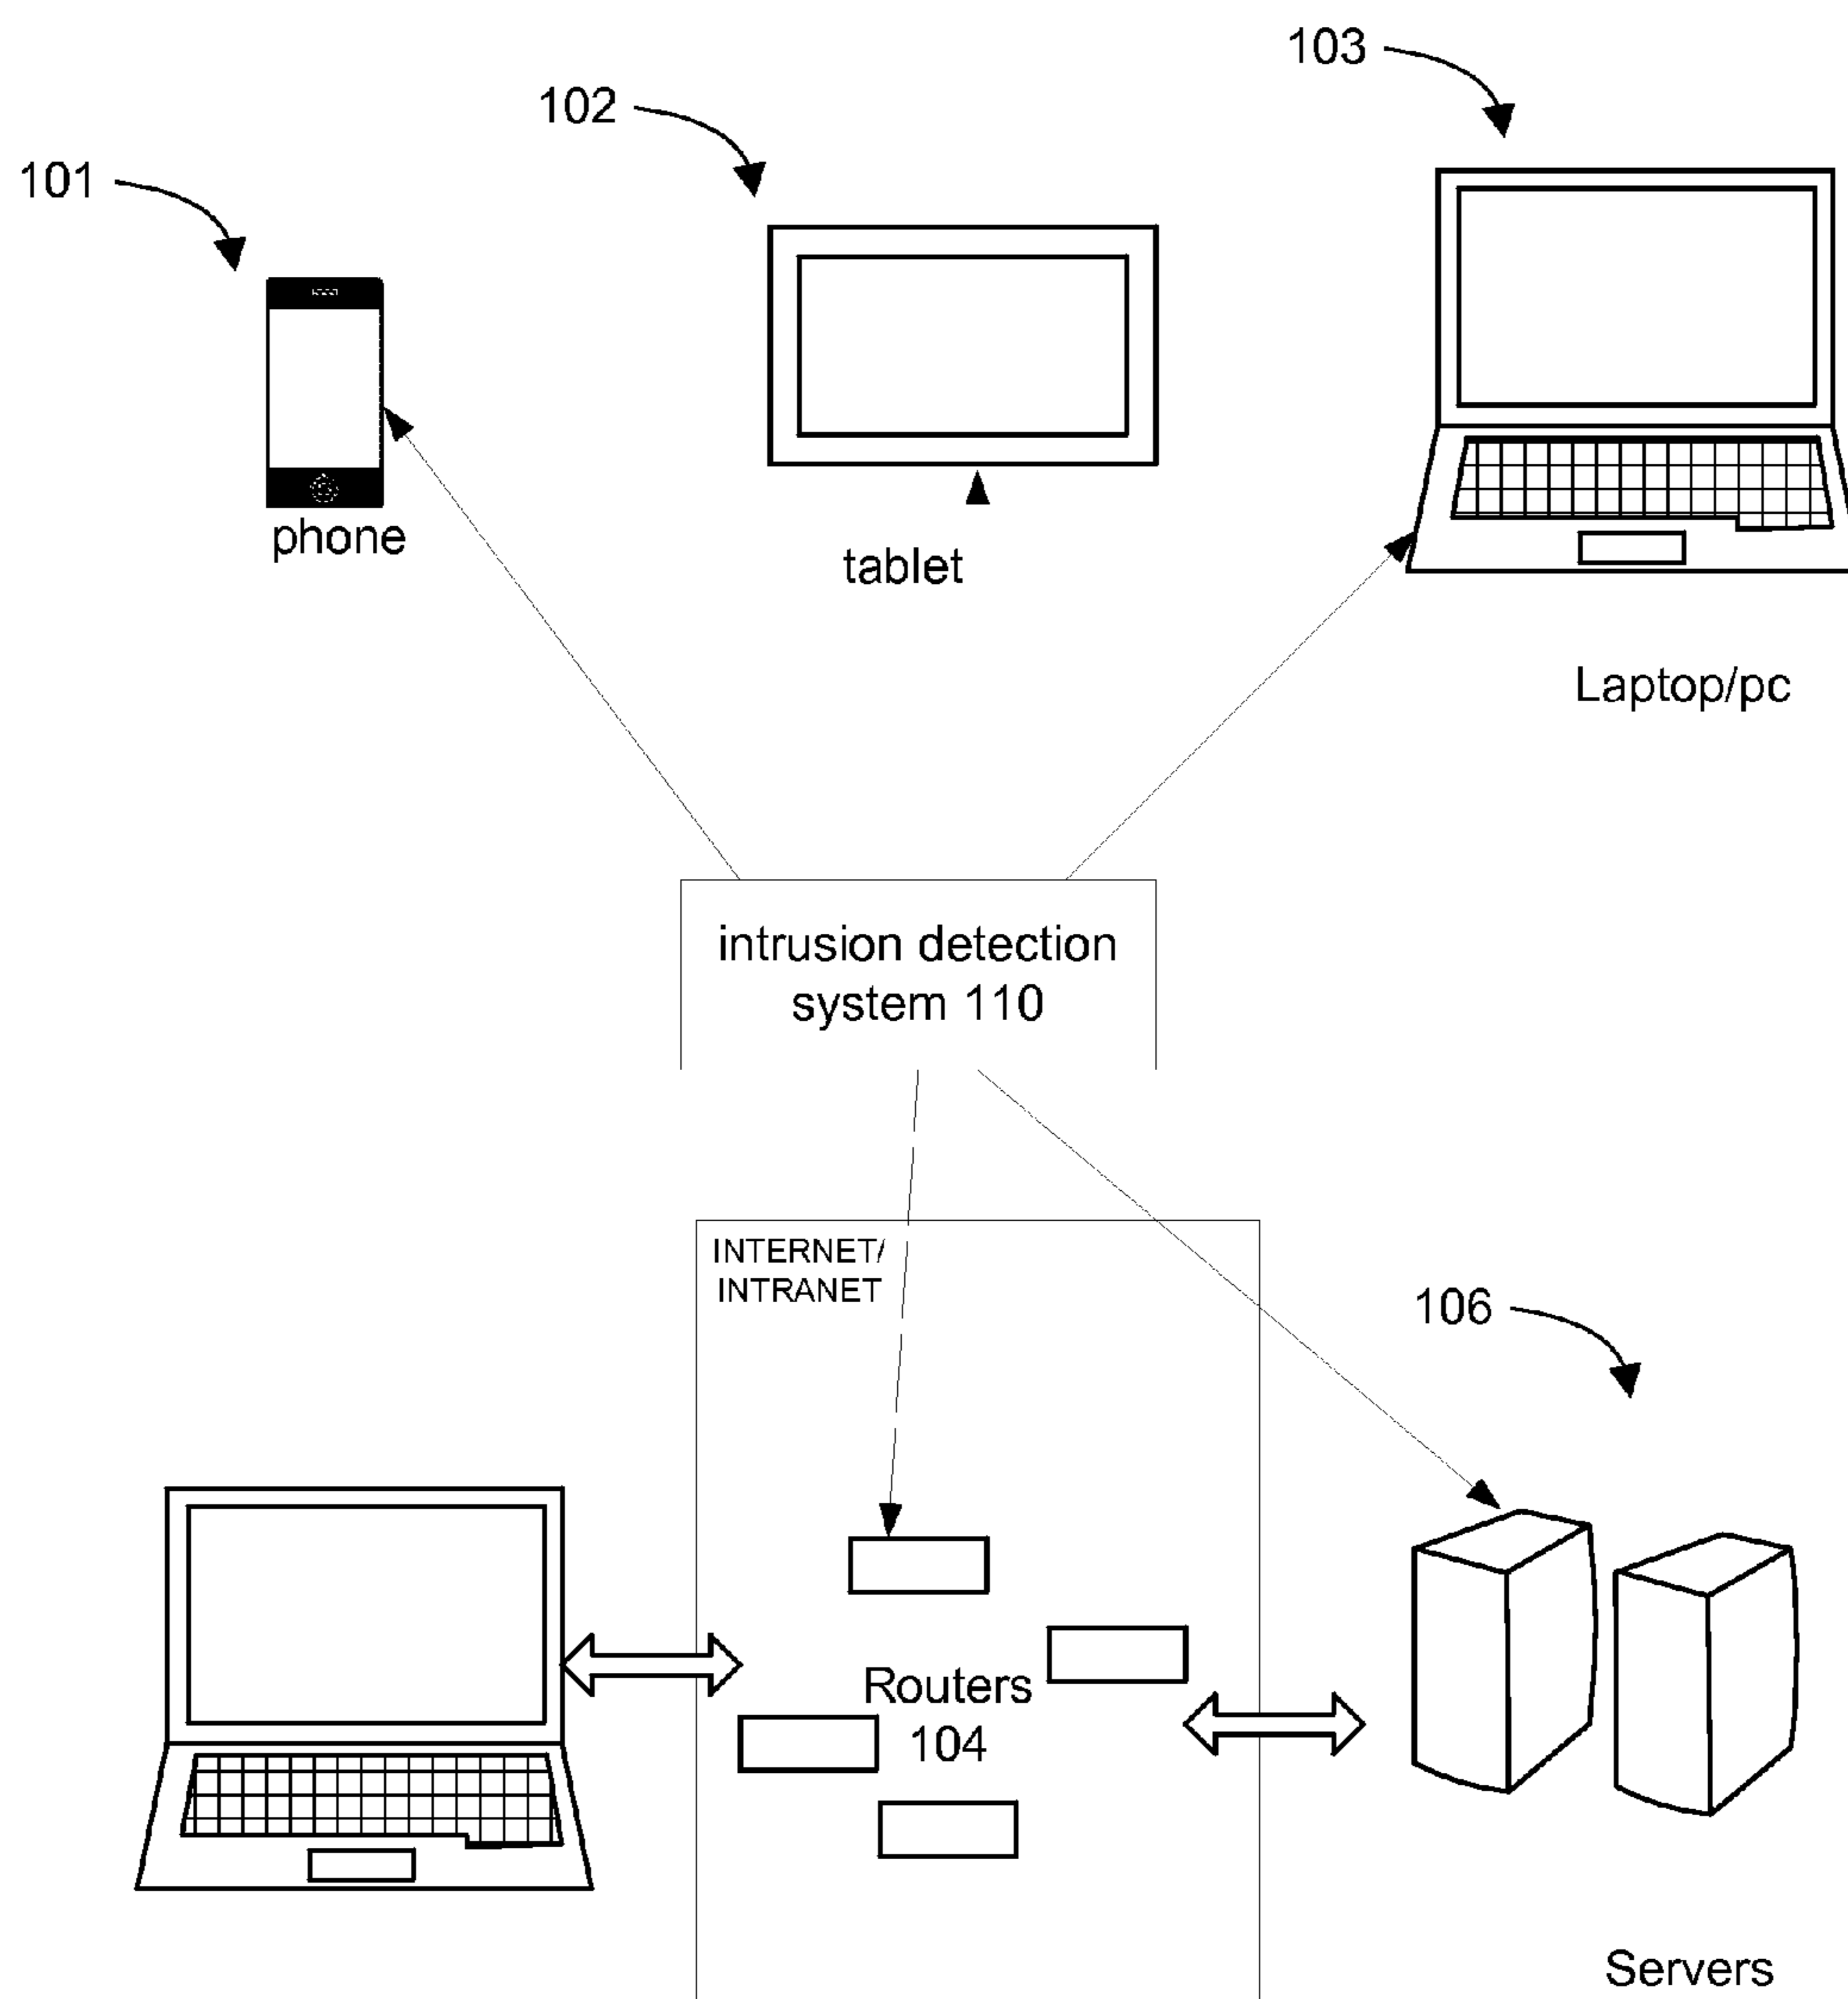 103
102
101
phone
tablet
Laptop/pc
intrusion detection
system 110
INTERNET/
INTRANET
106
Routers
104
Servers